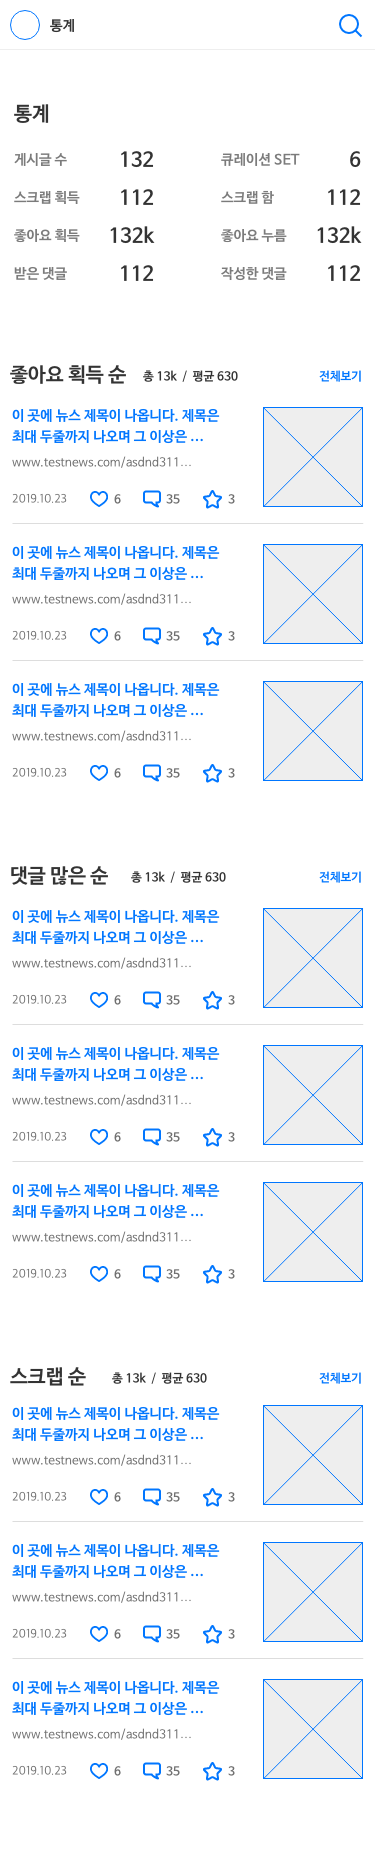 통계
통계
게시글 수 132 큐레이션 SET 6
스크랩 획득 112 스크랩 함 112
좋아요 획득 132k 좋아요 누름 132k
받은 댓글 112 작성한 댓글 112
좋아요 획득 순 총 13k / 평균 630 전체보기
이 곳에 뉴스 제목이 나옵니다. 제목은
최대 두줄까지 나오며 그 이상은 ...
www.testnews.com/asdnd311...
2019.10.23 6 35 3
이 곳에 뉴스 제목이 나옵니다. 제목은
최대 두줄까지 나오며 그 이상은 ...
www.testnews.com/asdnd311...
2019.10.23 6 35 3
이 곳에 뉴스 제목이 나옵니다. 제목은
최대 두줄까지 나오며 그 이상은 ...
www.testnews.com/asdnd311...
2019.10.23 6 35 3
댓글 많은 순 총 13k / 평균 630 전체보기
이 곳에 뉴스 제목이 나옵니다. 제목은
최대 두줄까지 나오며 그 이상은 ...
www.testnews.com/asdnd311...
2019.10.23 6 35 3
이 곳에 뉴스 제목이 나옵니다. 제목은
최대 두줄까지 나오며 그 이상은 ...
www.testnews.com/asdnd311...
2019.10.23 6 35 3
이 곳에 뉴스 제목이 나옵니다. 제목은
최대 두줄까지 나오며 그 이상은 ...
www.testnews.com/asdnd311...
2019.10.23 6 35 3
스크랩 순 총 13k / 평균 630 전체보기
이 곳에 뉴스 제목이 나옵니다. 제목은
최대 두줄까지 나오며 그 이상은 ...
www.testnews.com/asdnd311...
2019.10.23 6 35 3
이 곳에 뉴스 제목이 나옵니다. 제목은
최대 두줄까지 나오며 그 이상은 ...
www.testnews.com/asdnd311...
2019.10.23 6 35 3
이 곳에 뉴스 제목이 나옵니다. 제목은
최대 두줄까지 나오며 그 이상은 ...
www.testnews.com/asdnd311...
2019.10.23 6 35 3